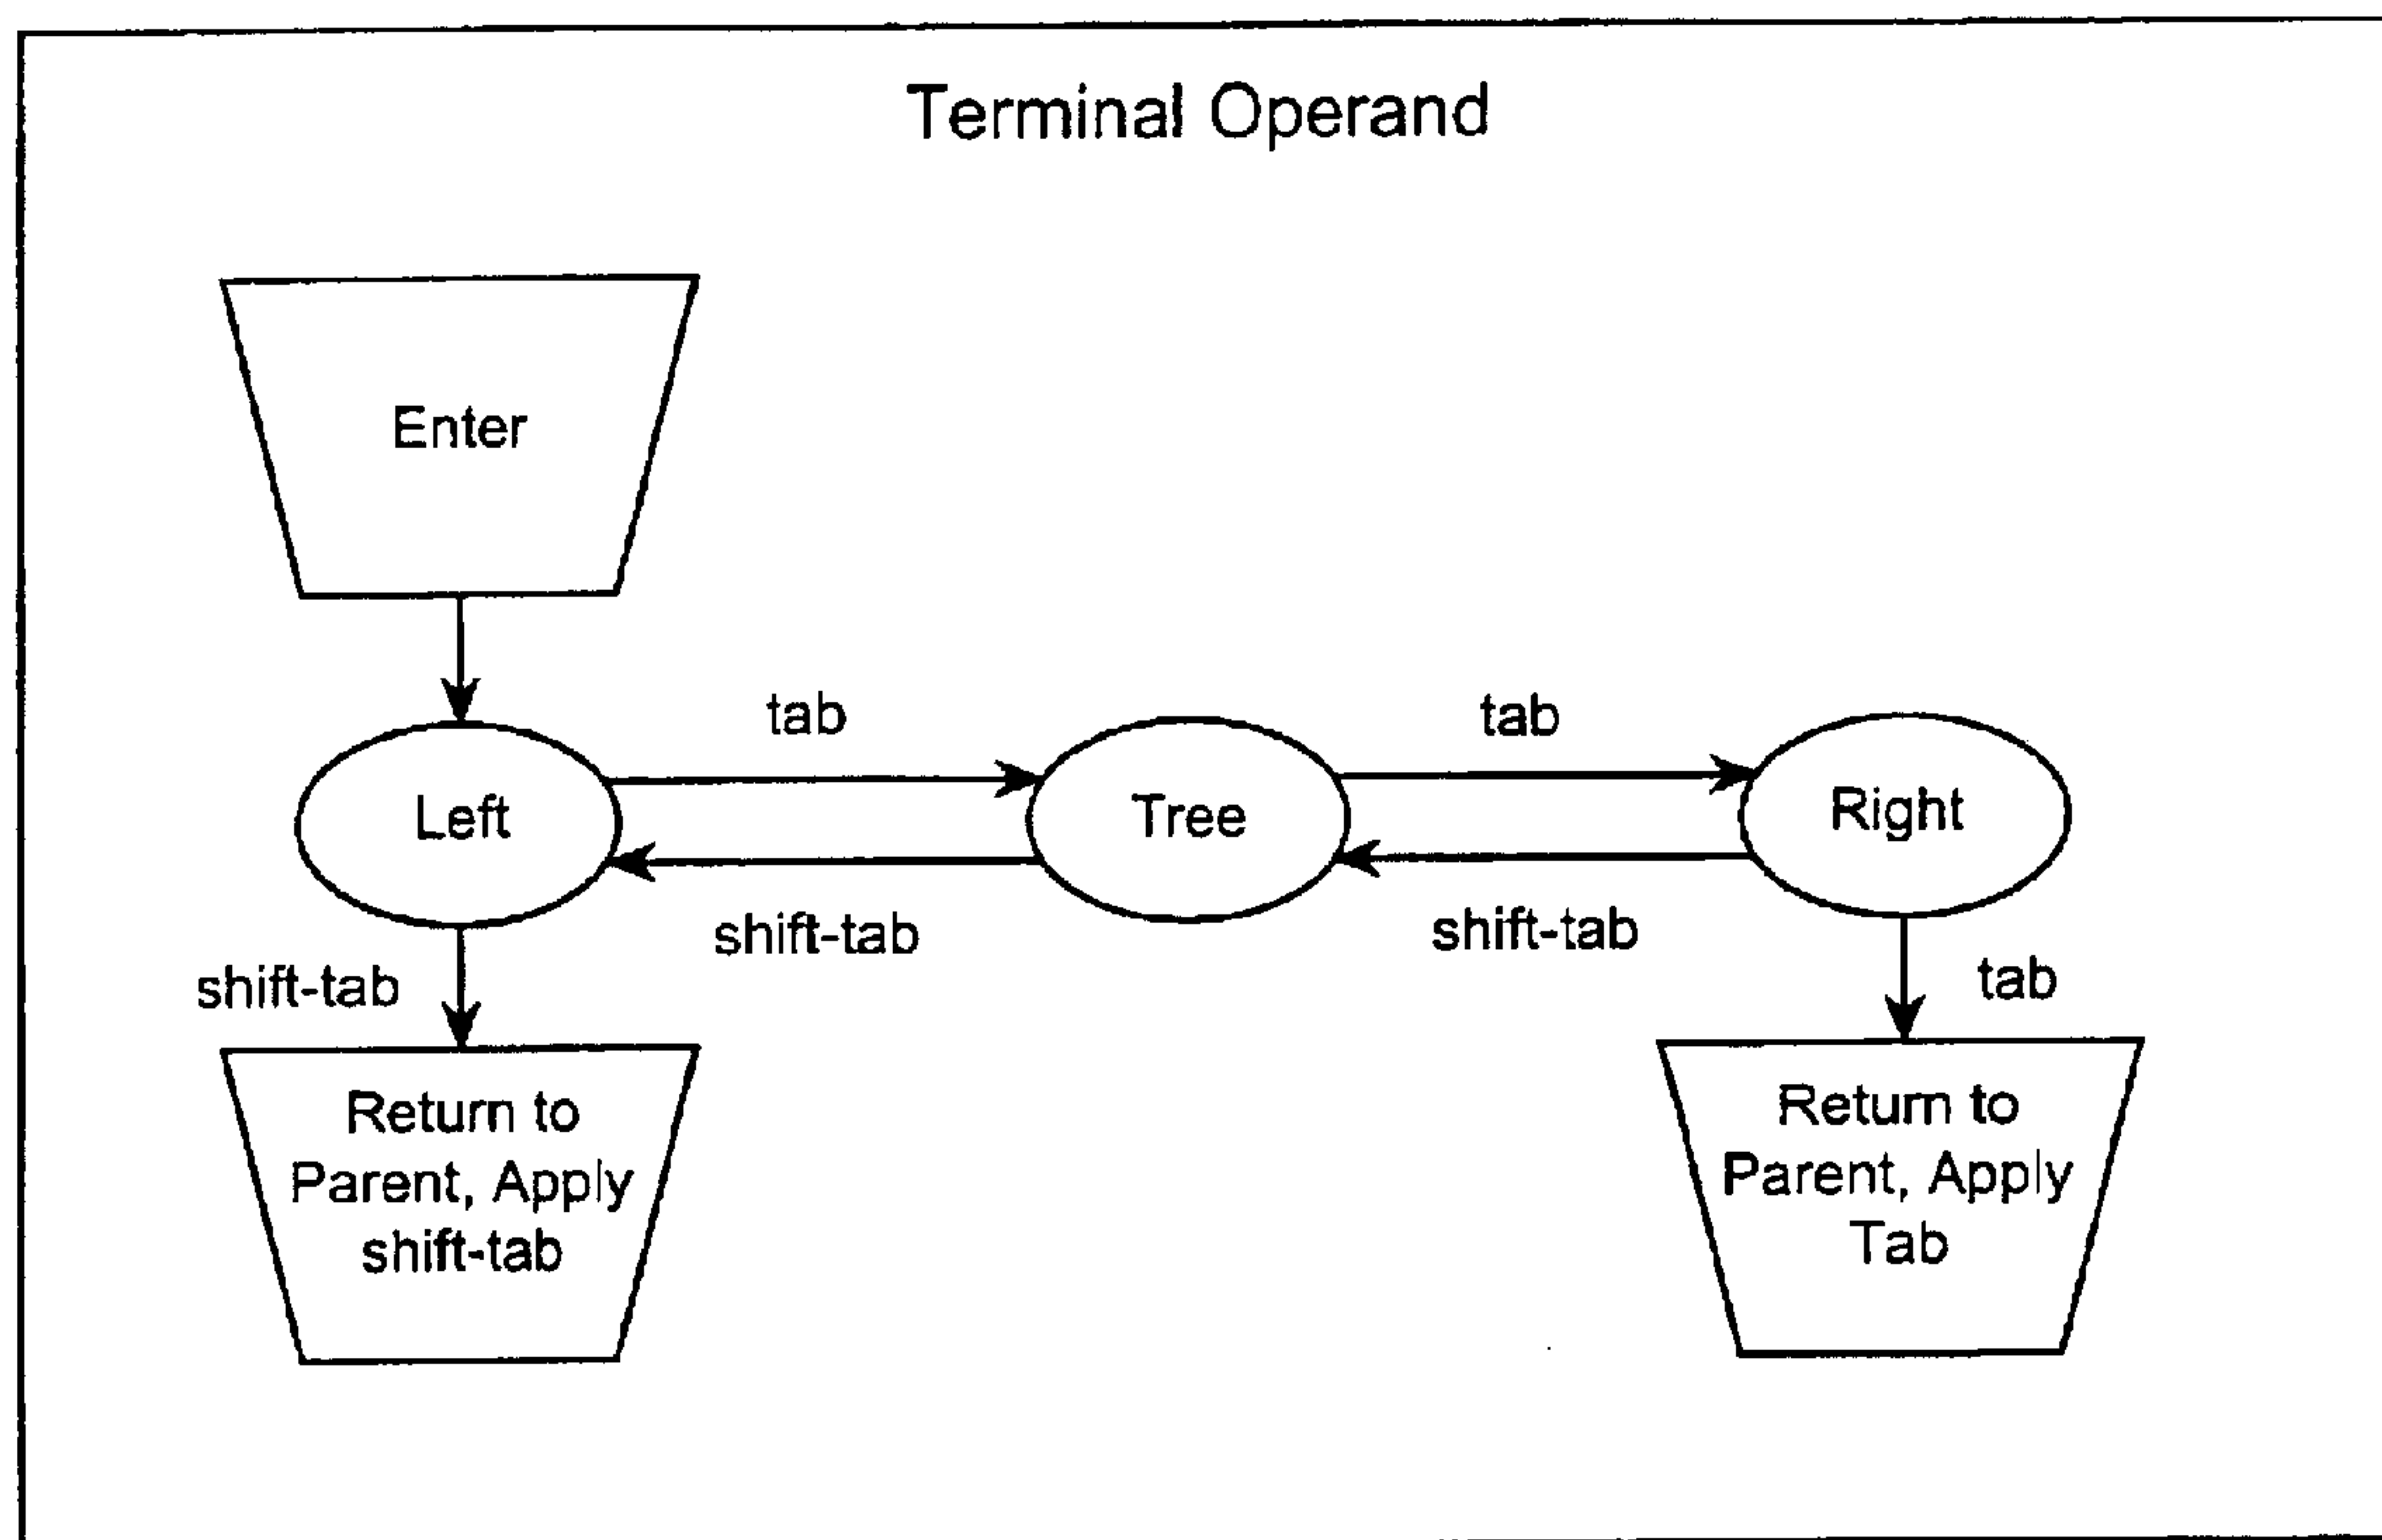 Terminal Operand
Enter
tab
tab
Left
Tree
Right
shift-tab
shift-tab
shift-tab
tab
Return to
Parent, Apply
shift-tab
Return to
Parent, Apply
Tab